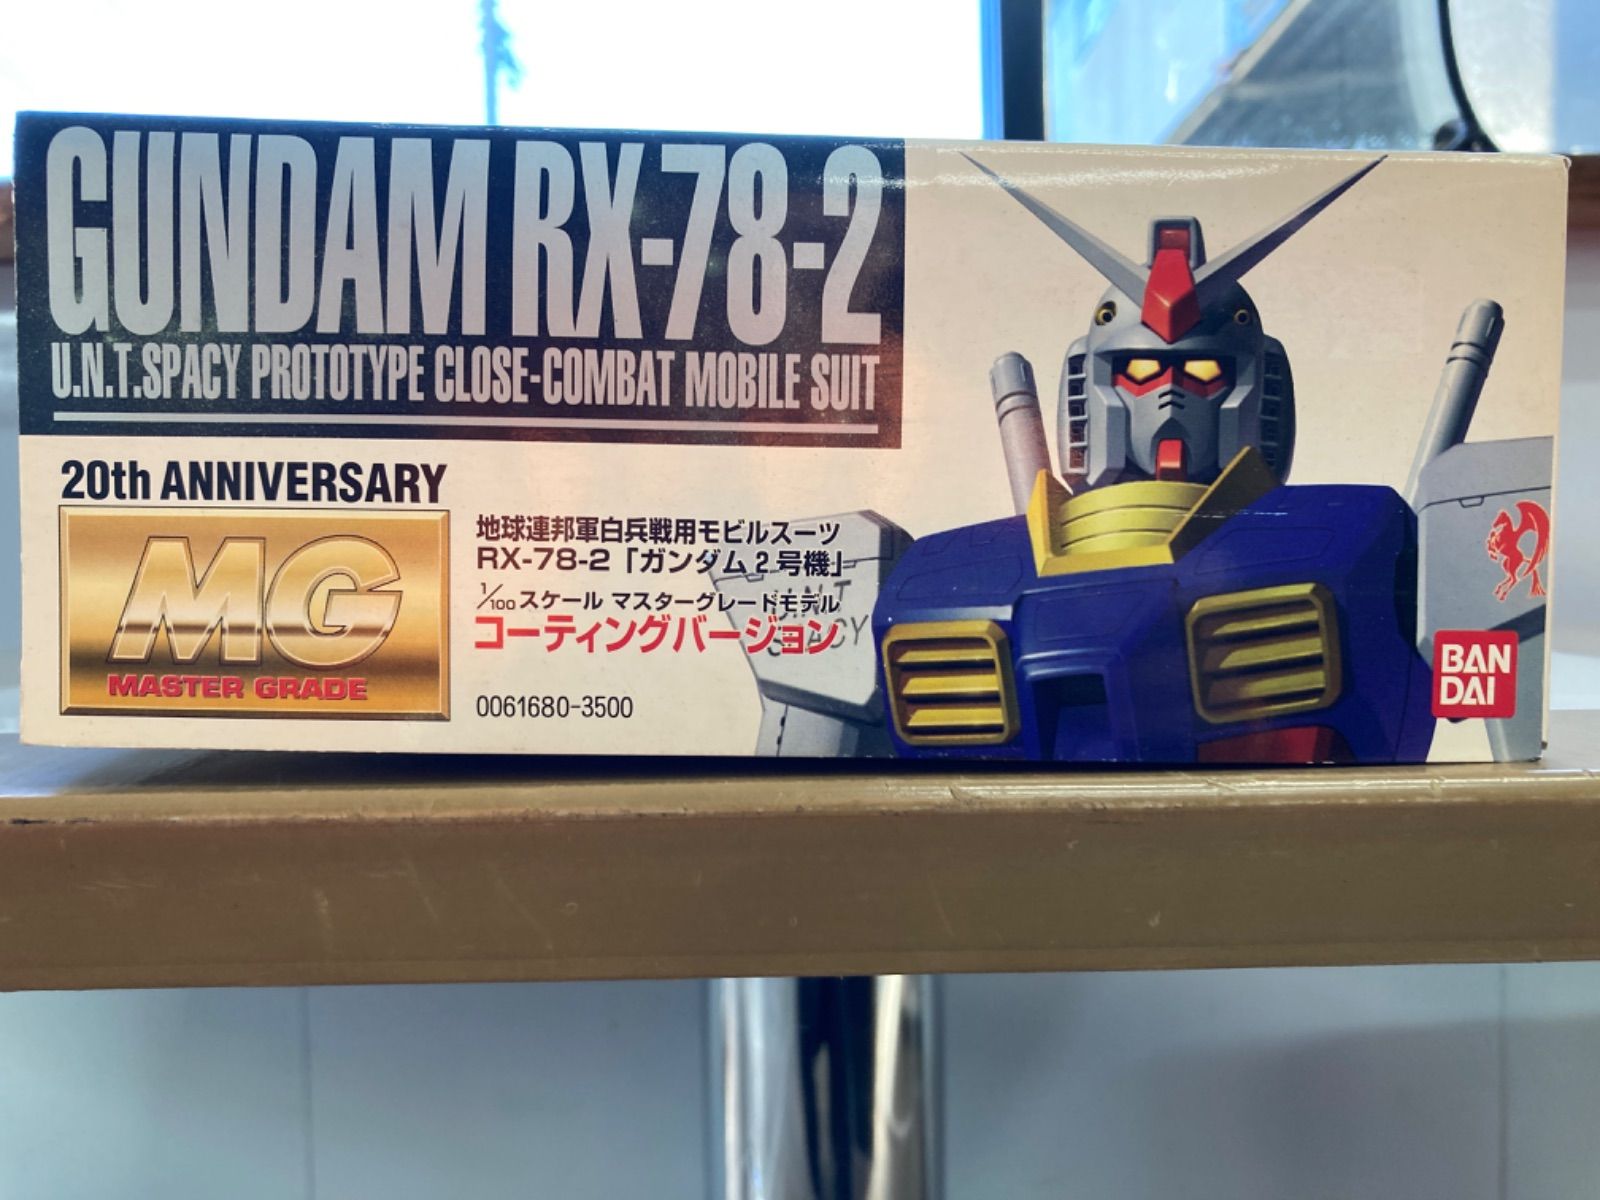 GUNDAM RX-78-2
U.N.T.SPACY PROTOTYPE CLOSE-COMBAT MOBILE SUIT
20th ANNIVERSARY
MG
MASTER GRADE
地球連邦軍白兵戦用モビルスーツ
RX-78-2「ガンダム2号機」
1/100スケール マスターグレードモデル
コーティングバージョン
0061680-3500
U.N.T
SPACY
BAN
DAI